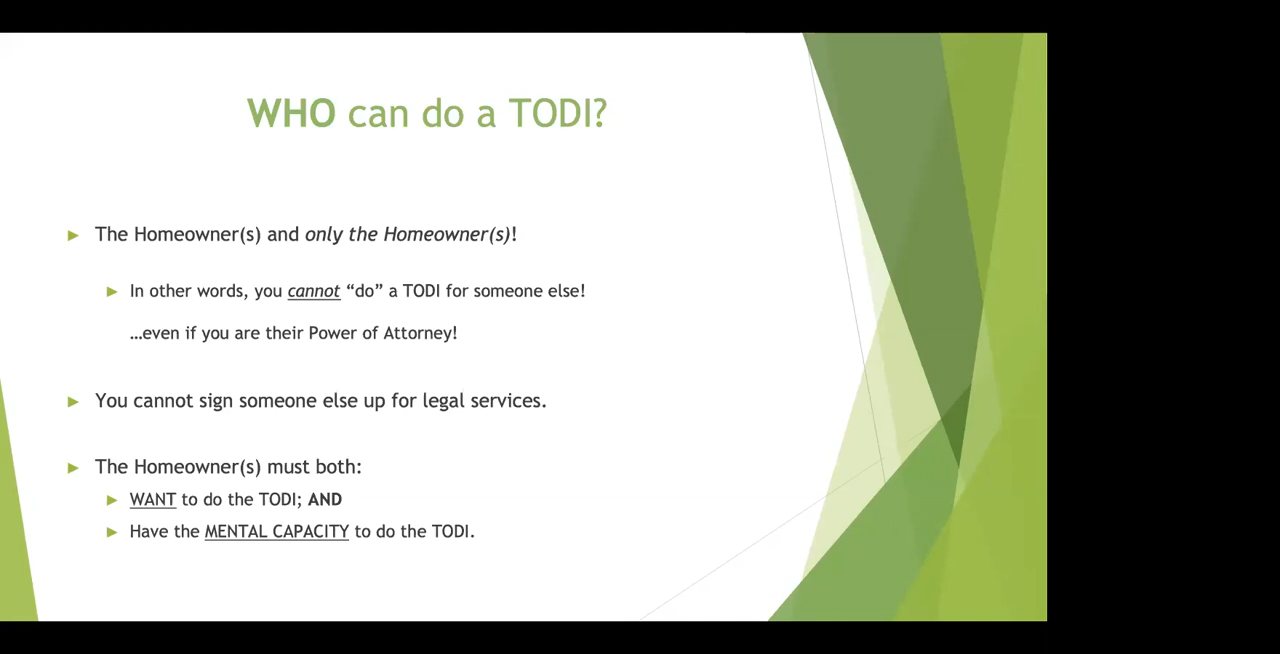 WHO can do a TODI?
The Homeowner(s) and only the Homeowner(s)!
In other words, you cannot “do” a TODI for someone else!
…even if you are their Power of Attorney!
You cannot sign someone else up for legal services.
The Homeowner(s) must both:
WANT to do the TODI; AND
Have the MENTAL CAPACITY to do the TODI.